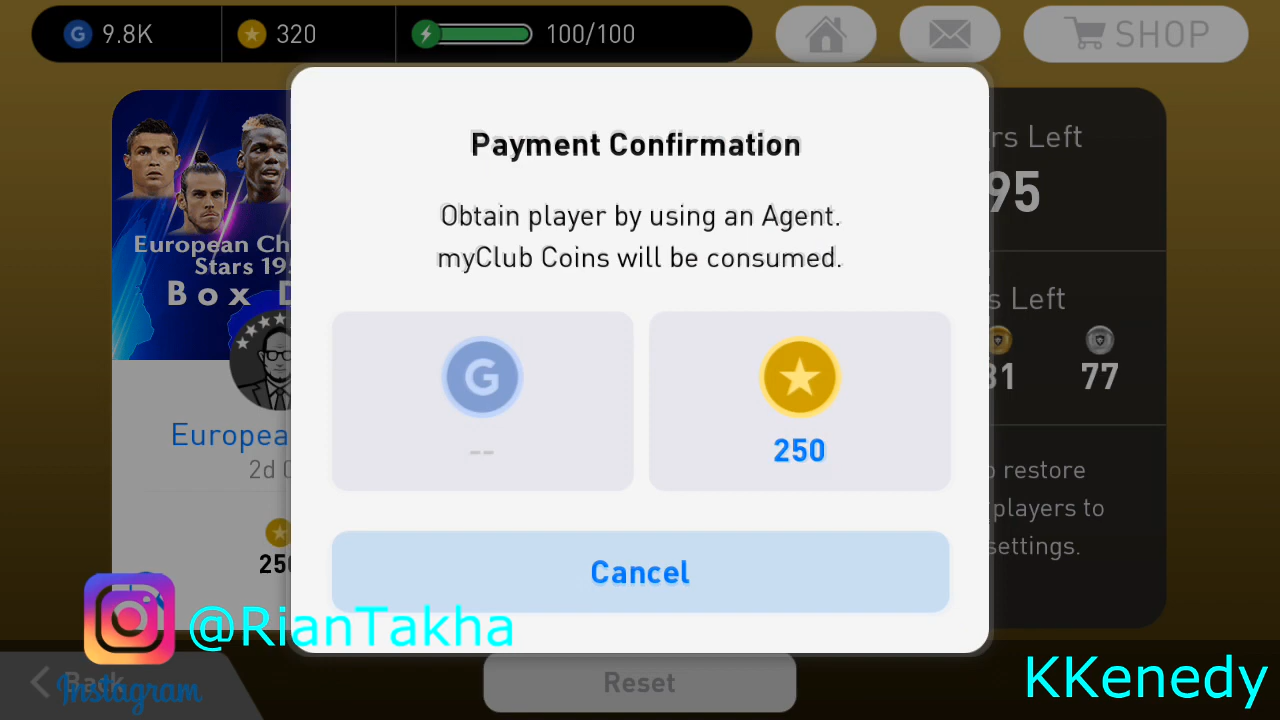 9.8K
320
100/100
SHOP
Payment Confirmation
Obtain player by using an Agent.
myClub Coins will be consumed.
G
--
250
Cancel
European Ch
Stars 19
Box D
Europea
2d
250
rs Left
95
s Left
31
77
restore
players to
settings.
@RianTakha
Instagram
Back
Reset
KKenedy